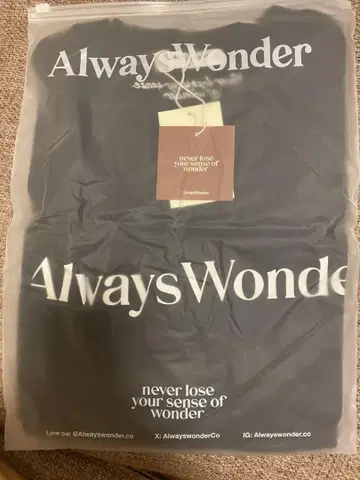 AlwaysWonder
never lose
your sense of
wonder
AlwaysWonde
never lose
your sense of
wonder
Line oa: @Alwayswonder.co X: AlwayswonderCo IG: Alwayswonder.co